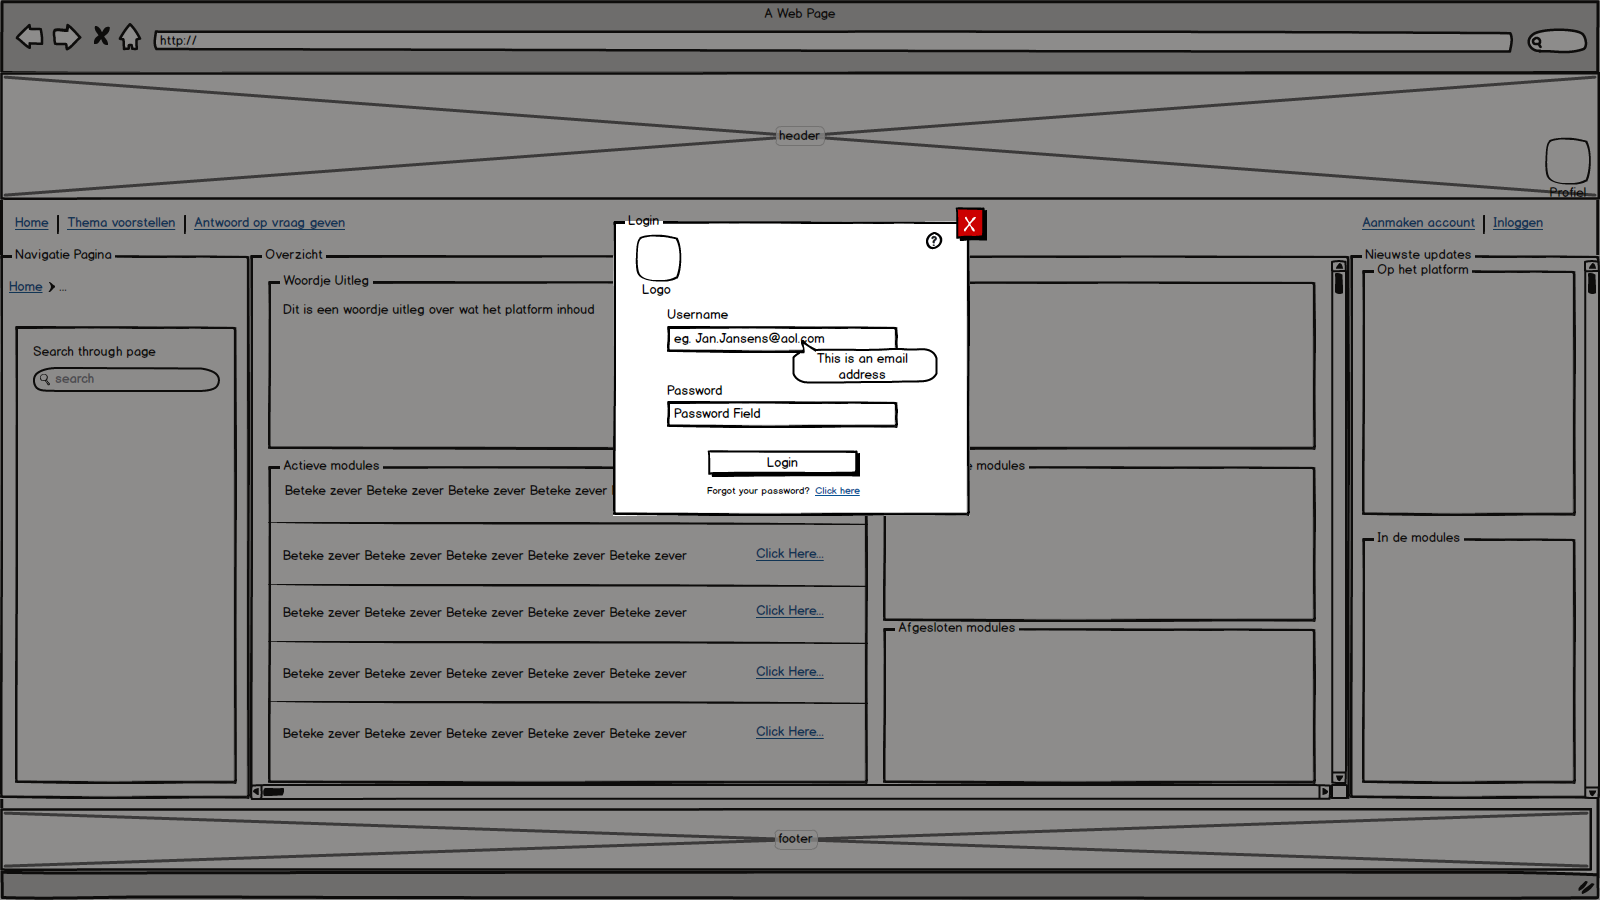 A Web Page
http://
header
Profiel
Home
Thema voorstellen
Antwoord op vraag geven
Aanmaken account
Inloggen
Navigatie Pagina
Home
...
Search through page
search
Overzicht
Woordje Uitleg
Dit is een woordje uitleg over wat het platform inhoud
Actieve modules
Beteke zever Beteke zever Beteke zever Beteke zever
Beteke zever Beteke zever Beteke zever Beteke zever Beteke zever
Click Here...
Beteke zever Beteke zever Beteke zever Beteke zever Beteke zever
Click Here...
Beteke zever Beteke zever Beteke zever Beteke zever Beteke zever
Click Here...
Beteke zever Beteke zever Beteke zever Beteke zever Beteke zever
Click Here...
Login
X
?
Logo
Username
eg. Jan.Jansens@aol.com
This is an email
address
Password
Password Field
Login
Forgot your password? Click here
modules
Afgesloten modules
Nieuwste updates
Op het platform
In de modules
footer